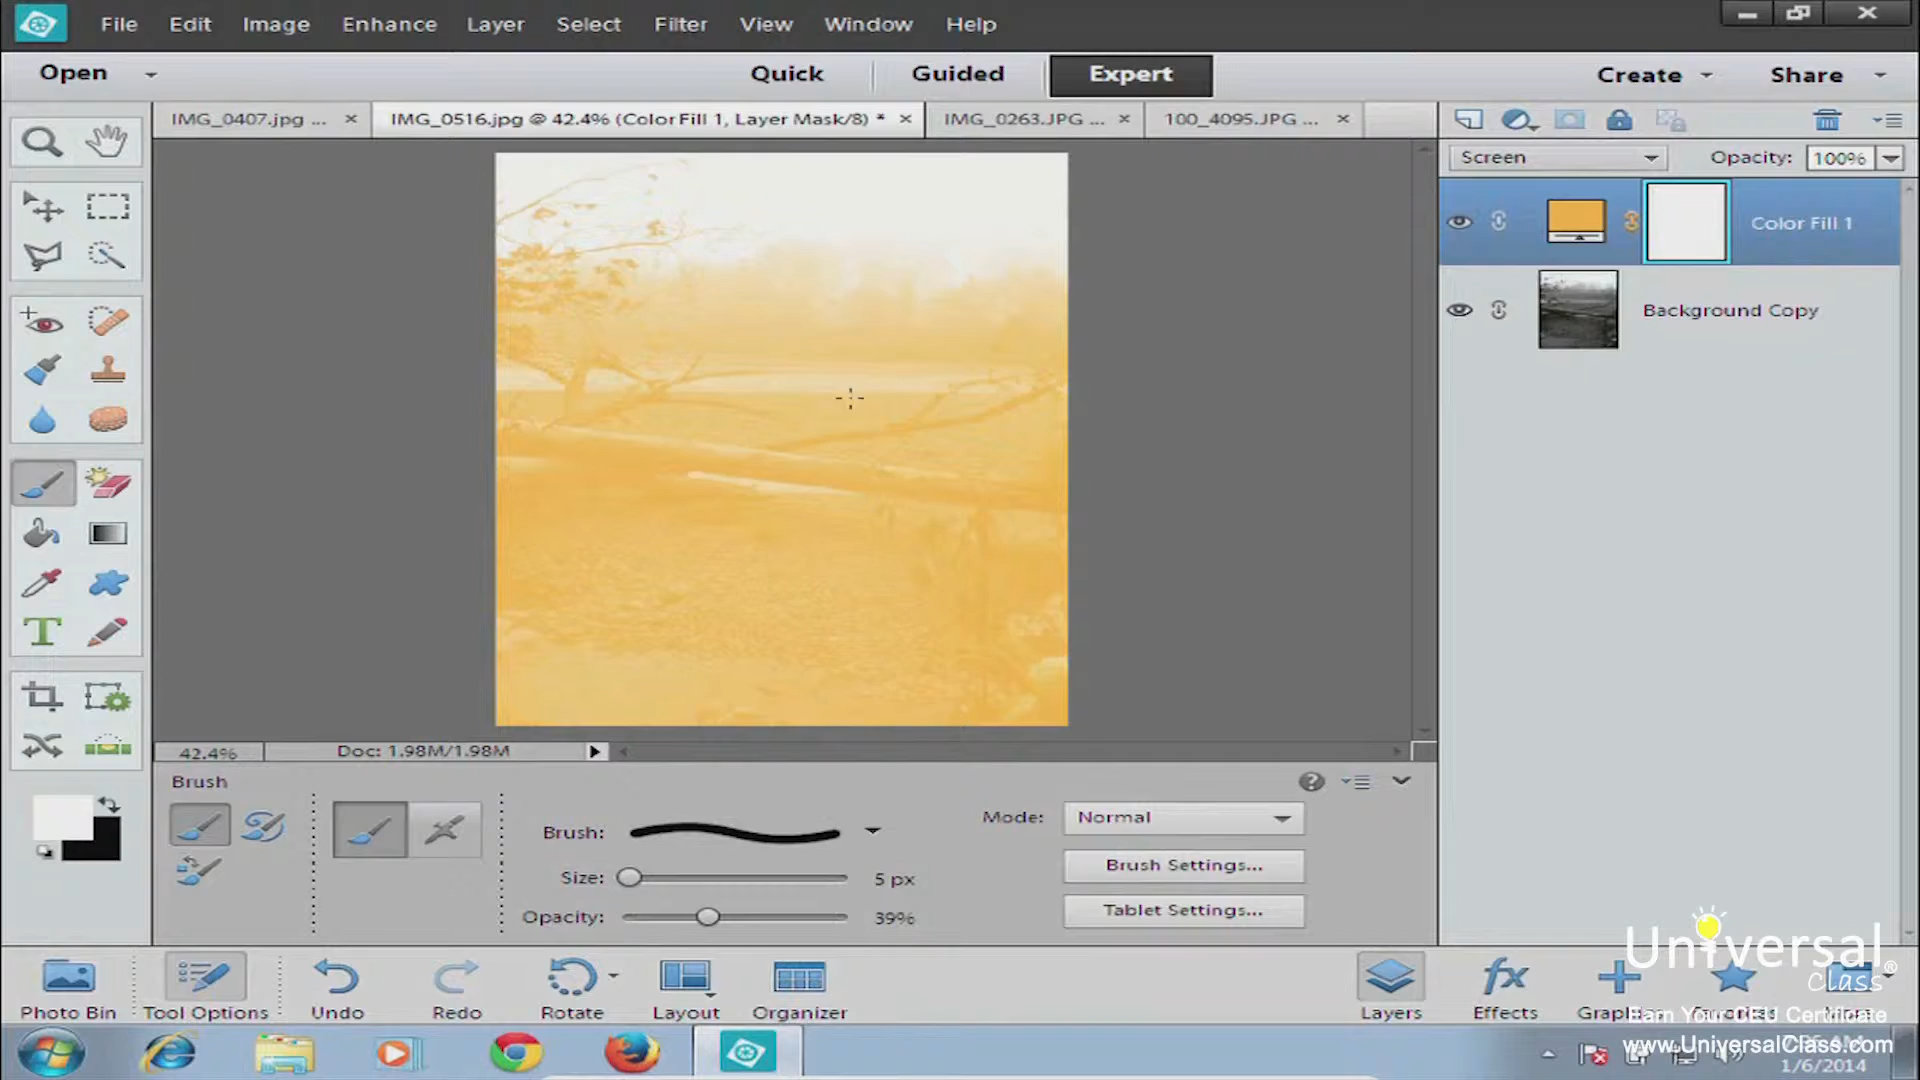 File Edit Image Enhance Layer Select Filter View Window Help
Open Quick Guided Expert Create Share
IMG_0407.jpg ... IMG_0516.jpg @ 42.4% (Color Fill 1, Layer Mask/8) * IMG_0263.JPG ... 100_4095.JPG ...
Screen Opacity: 100%
Color Fill 1
Background Copy
42.4% Doc: 1.98M/1.98M
Brush
Mode: Normal
Brush:
Brush Settings...
Size: 5 px
Tablet Settings...
Opacity: 39%
Universal
Class ®
Photo Bin Tool Options Undo Redo Rotate Layout Organizer Layers Effects
Earn Your CEU Certificate
www.UniversalClass.com
1/6/2014